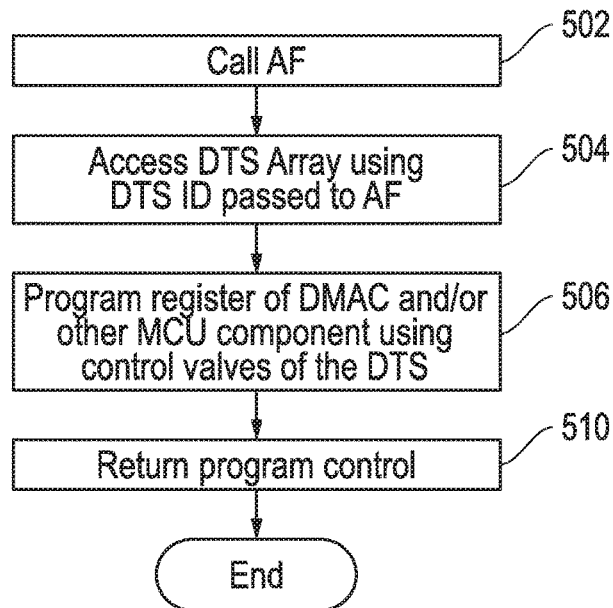 502
Call AF
504
Access DTS Array using
DTS ID passed to AF
506
Program register of DMAC and/or
other MCU component using
control valves of the DTS
510
Return program control
End